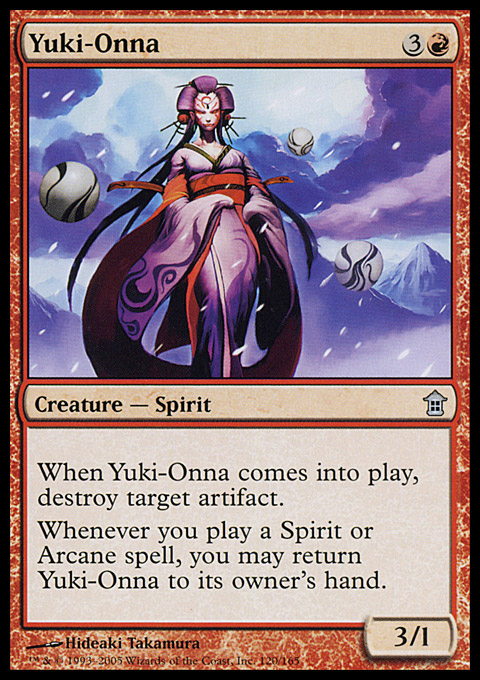 Yuki-Onna 3
Creature — Spirit
When Yuki-Onna comes into play,
destroy target artifact.
Whenever you play a Spirit or
Arcane spell, you may return
Yuki-Onna to its owner's hand.
3/1
Hideaki Takamura
™ & © 1993-2005 Wizards of the Coast, Inc. 120/165